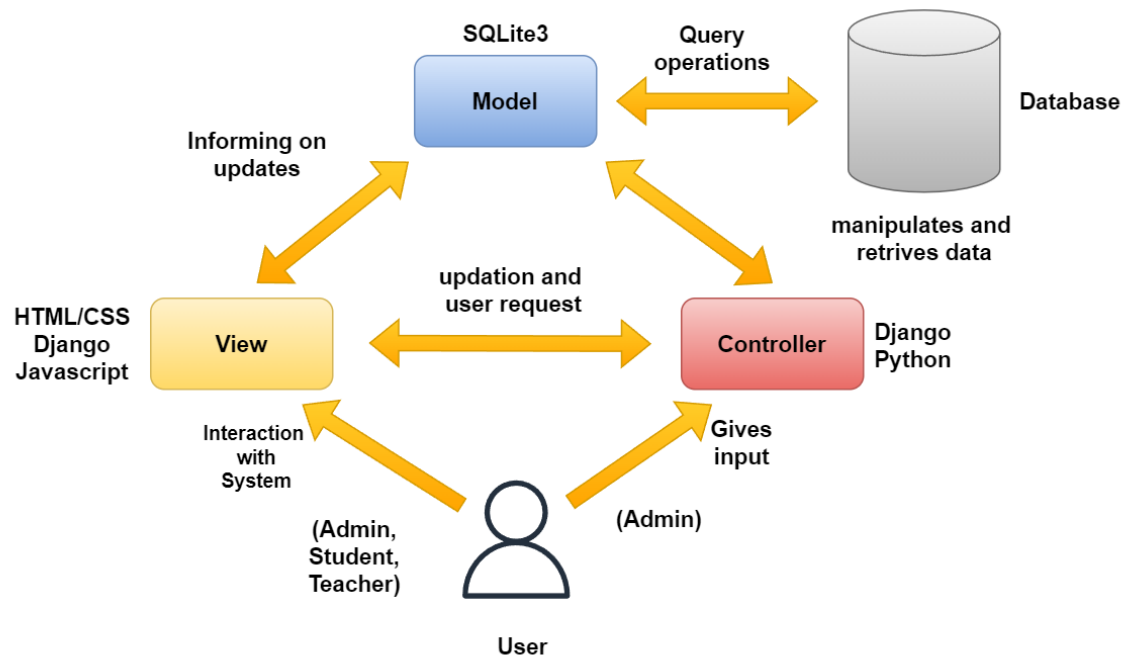 SQLite3
Model
Query
operations
Database
manipulates and
retrives data
Informing on
updates
updation and
user request
HTML/CSS
Django
Javascript
View
Controller
Django
Python
Interaction
with
System
Gives
input
(Admin,
Student,
Teacher)
(Admin)
User